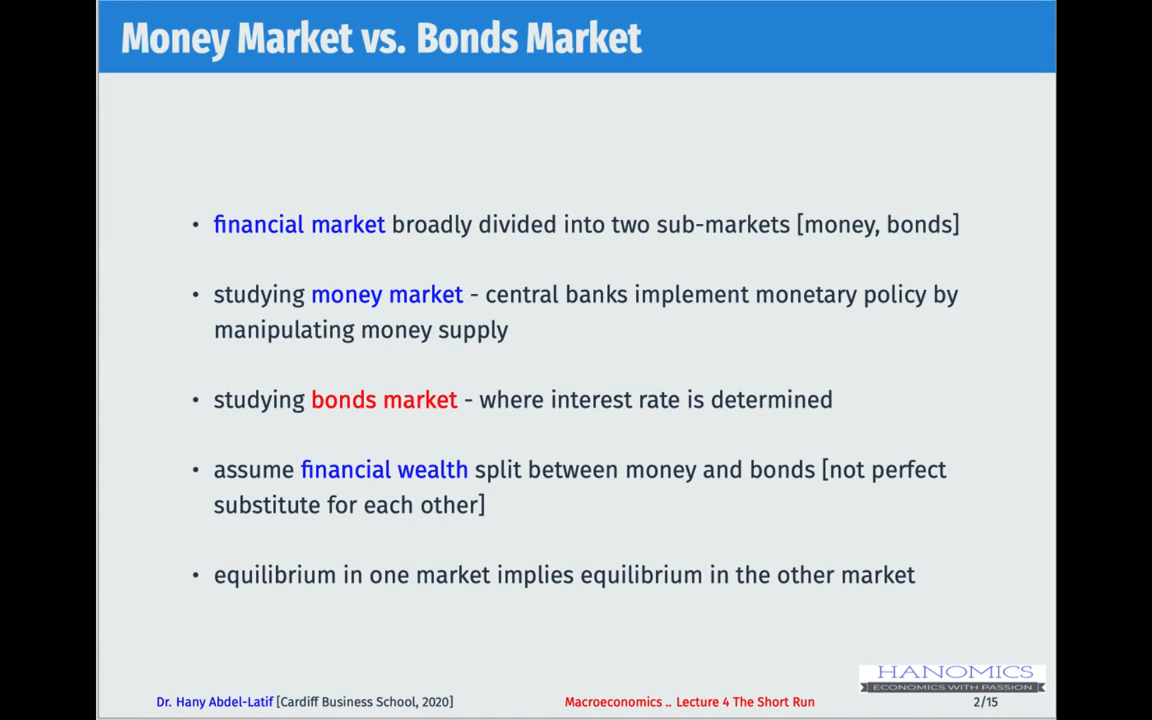 Money Market vs. Bonds Market
• financial market broadly divided into two sub-markets [money, bonds]
• studying money market - central banks implement monetary policy by
manipulating money supply
• studying bonds market - where interest rate is determined
• assume financial wealth split between money and bonds [not perfect
substitute for each other]
• equilibrium in one market implies equilibrium in the other market
HANOMICS
ECONOMICS WITH PASSION
Dr. Hany Abdel-Latif [Cardiff Business School, 2020] Macroeconomics .. Lecture 4 The Short Run 2/15